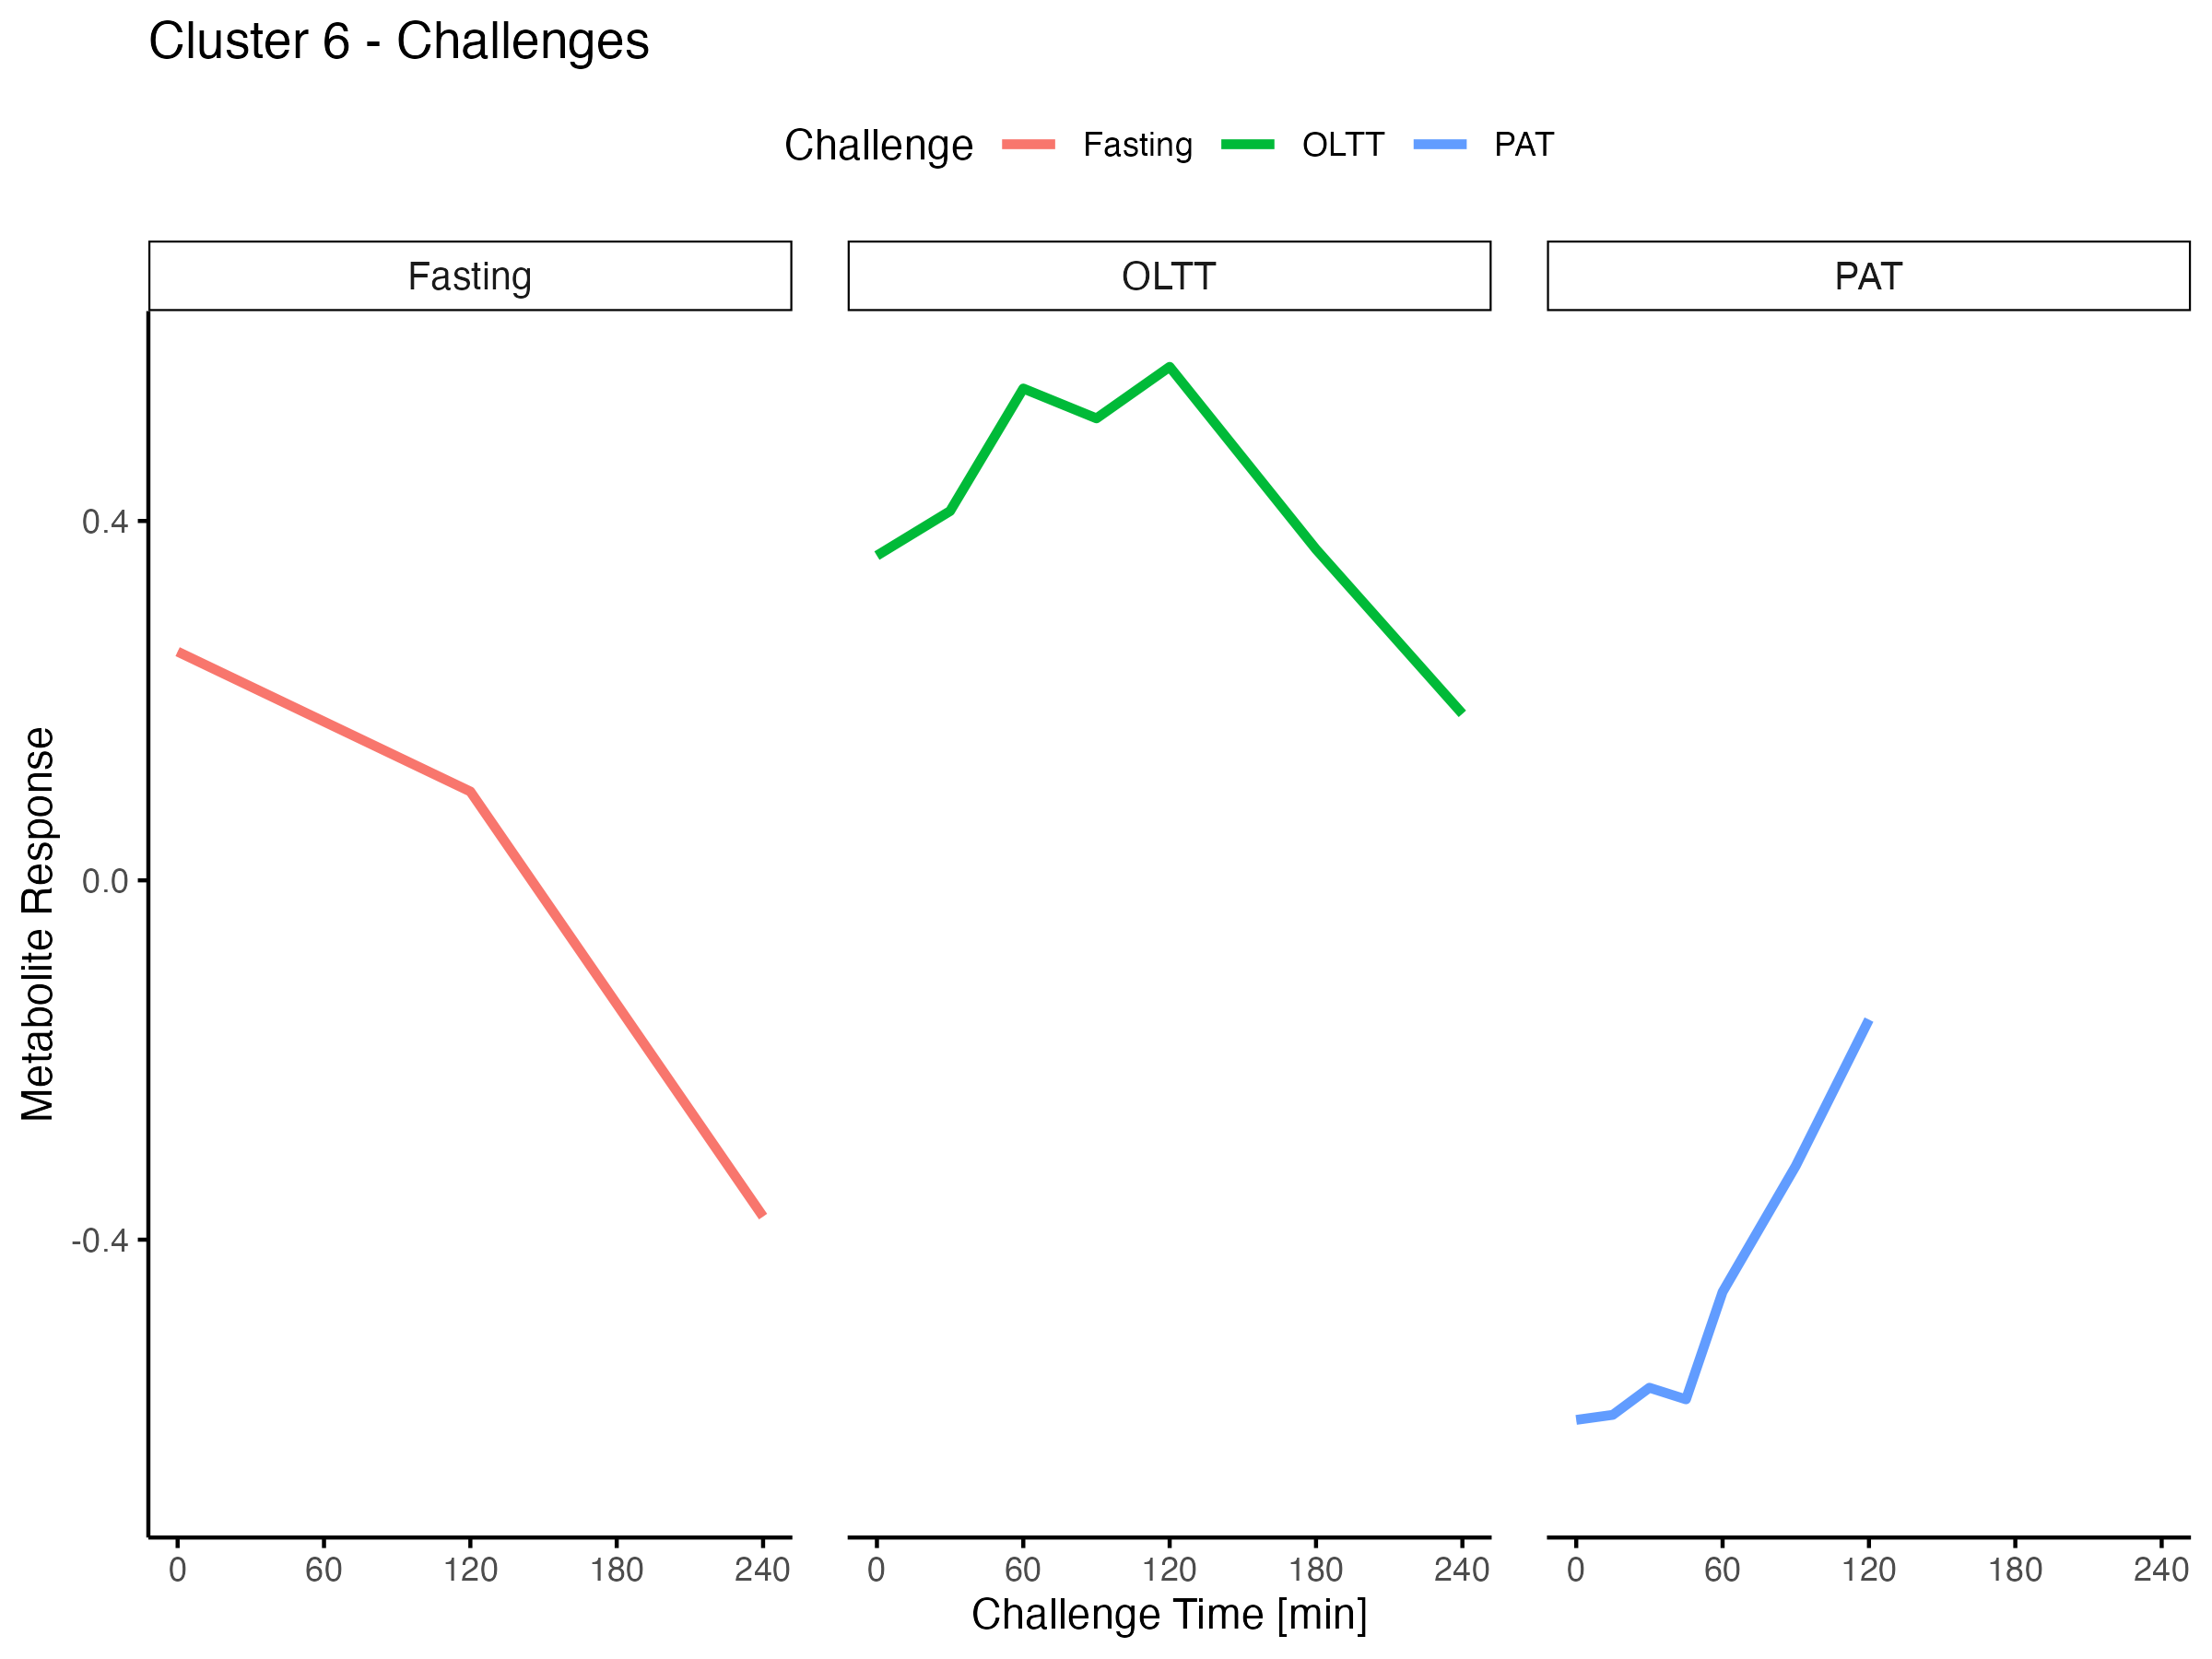 Cluster 6 - Challenges
Challenge Fasting OLTT PAT
Fasting OLTT PAT
0.4
0.0
-0.4
Metabolite Response
0 60 120 180 240 0 60 120 180 240 0 60 120 180 240
Challenge Time [min]